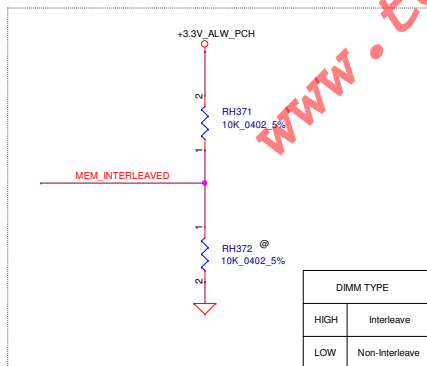 +3.3V_ALW_PCH
2
RH371
10K_0402_5%
1
MEM_INTERLEAVED
1
RH372 @
10K_0402_5%
2
DIMM TYPE
HIGH Interleave
LOW Non-Interleave
www.t